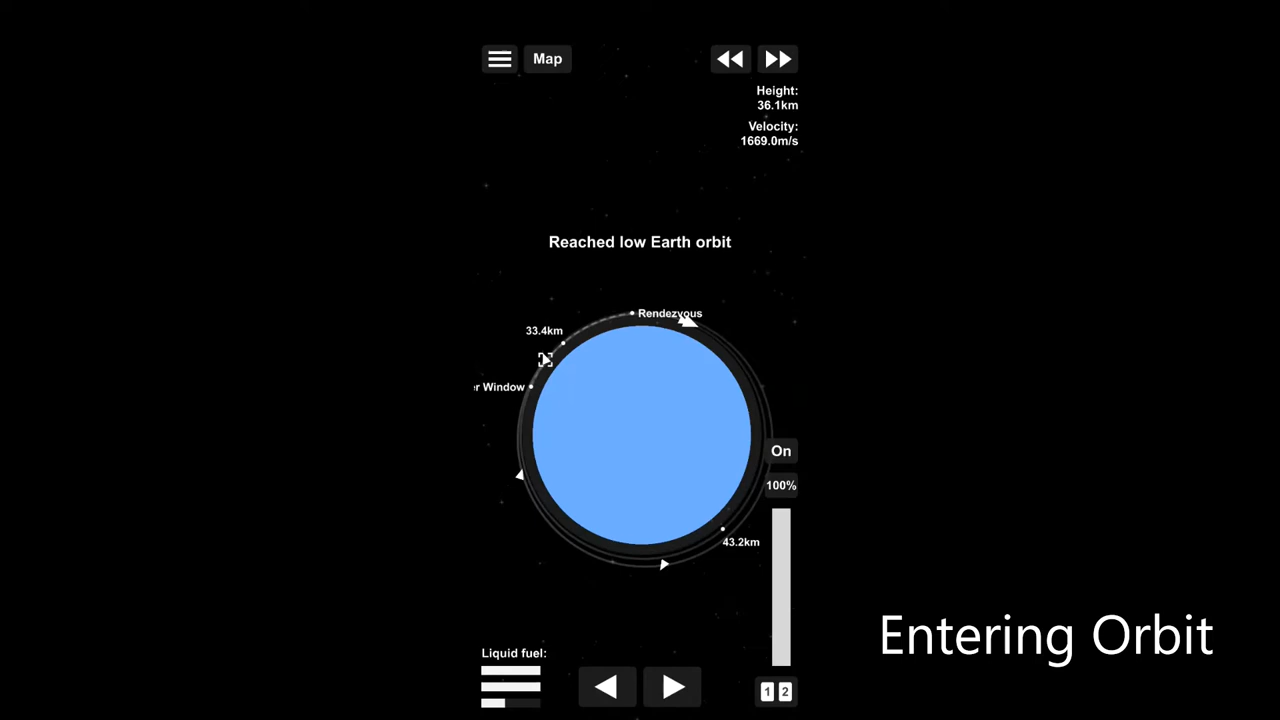 Map
Height:
36.1km
Velocity:
1669.0m/s
Reached low Earth orbit
Rendezvous
33.4km
r Window
On
100%
43.2km
Entering Orbit
Liquid fuel:
1 2